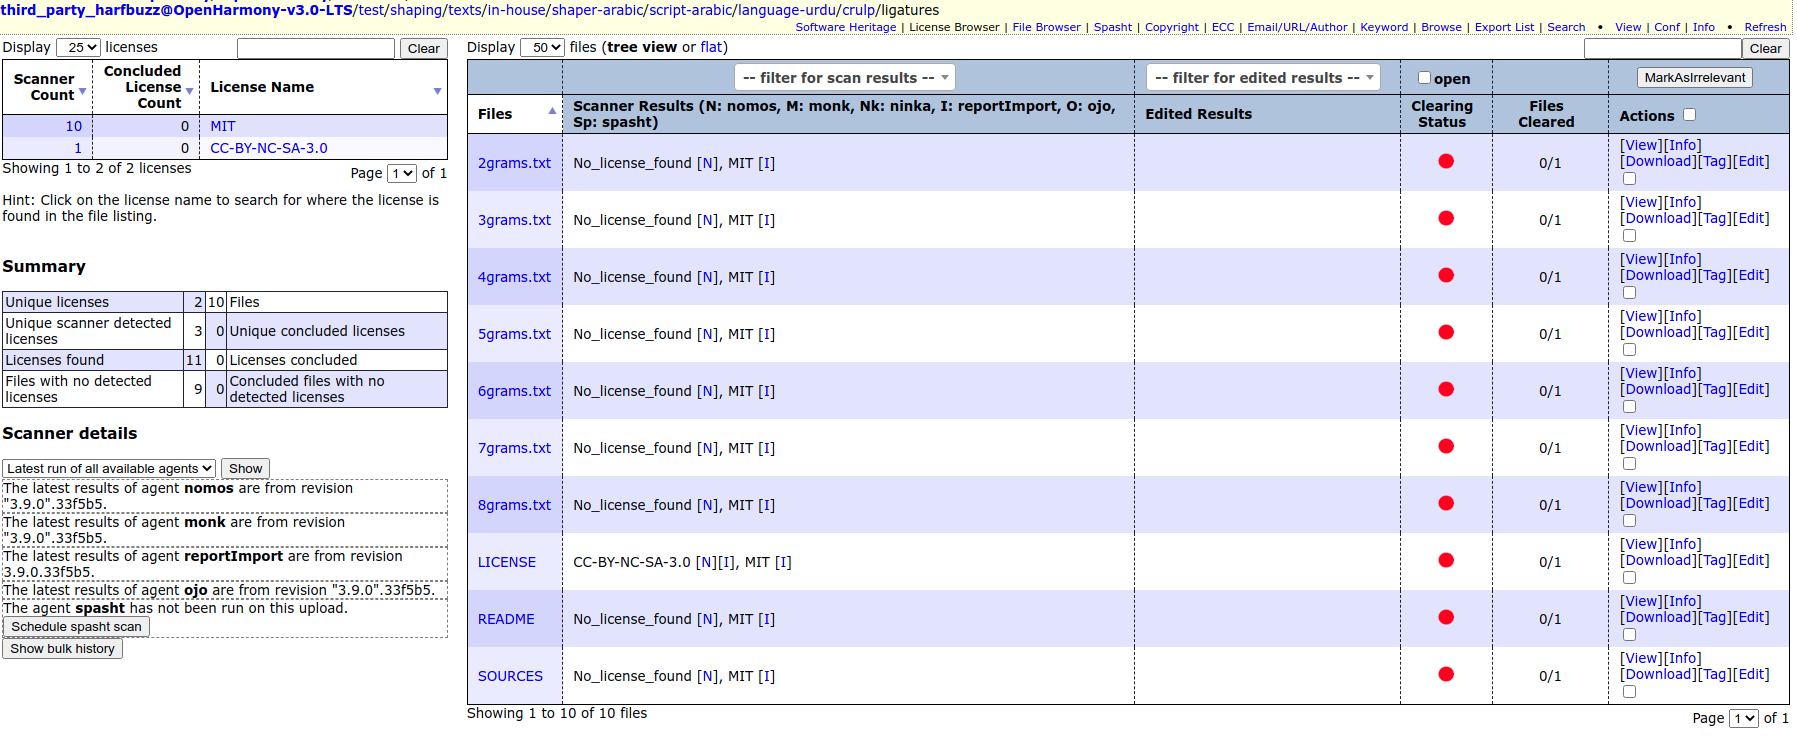 third_party_harfbuzz@OpenHarmony-v3.0-LTS/test/shaping/texts/in-house/shaper-arabic/script-arabic/language-urdu/crulp/ligatures
Software Heritage | License Browser | File Browser | Spasht | Copyright | ECC | Email/URL/Author | Keyword | Browse | Export List | Search • View | Conf | Info • Refresh
Display 25 licenses Clear
Scanner Count Concluded License Count License Name
10 0 MIT
1 0 CC-BY-NC-SA-3.0
Showing 1 to 2 of 2 licenses
Page 1 of 1
Hint: Click on the license name to search for where the license is
found in the file listing.
Summary
Unique licenses 2 10 Files
Unique scanner detected licenses 3 0 Unique concluded licenses
Licenses found 11 0 Licenses concluded
Files with no detected licenses 9 0 Concluded files with no detected licenses
Scanner details
Latest run of all available agents Show
The latest results of agent nomos are from revision
"3.9.0".33f5b5.
The latest results of agent monk are from revision
"3.9.0".33f5b5.
The latest results of agent reportImport are from revision
3.9.0.33f5b5.
The latest results of agent ojo are from revision "3.9.0".33f5b5.
The agent spasht has not been run on this upload.
Schedule spasht scan
Show bulk history
Display 50 files (tree view or flat) Clear
-- filter for scan results -- -- filter for edited results -- open MarkAsIrrelevant
Files Scanner Results (N: nomos, M: monk, Nk: ninka, I: reportImport, O: ojo, Sp: spasht) Edited Results Clearing Status Files Cleared Actions
2grams.txt No_license_found [N], MIT [I] 0/1 [View][Info][Download][Tag][Edit]
3grams.txt No_license_found [N], MIT [I] 0/1 [View][Info][Download][Tag][Edit]
4grams.txt No_license_found [N], MIT [I] 0/1 [View][Info][Download][Tag][Edit]
5grams.txt No_license_found [N], MIT [I] 0/1 [View][Info][Download][Tag][Edit]
6grams.txt No_license_found [N], MIT [I] 0/1 [View][Info][Download][Tag][Edit]
7grams.txt No_license_found [N], MIT [I] 0/1 [View][Info][Download][Tag][Edit]
8grams.txt No_license_found [N], MIT [I] 0/1 [View][Info][Download][Tag][Edit]
LICENSE CC-BY-NC-SA-3.0 [N][I], MIT [I] 0/1 [View][Info][Download][Tag][Edit]
README No_license_found [N], MIT [I] 0/1 [View][Info][Download][Tag][Edit]
SOURCES No_license_found [N], MIT [I] 0/1 [View][Info][Download][Tag][Edit]
Showing 1 to 10 of 10 files
Page 1 of 1